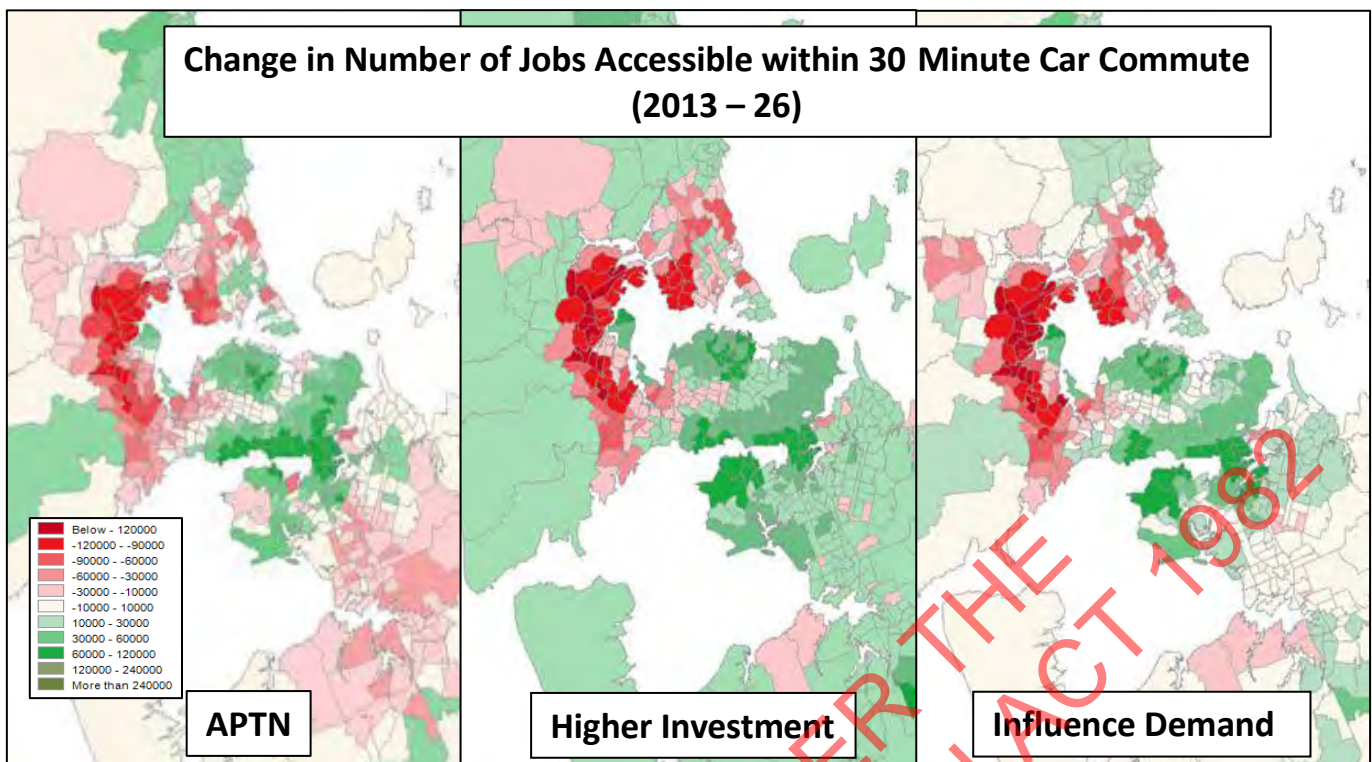 Change in Number of Jobs Accessible within 30 Minute Car Commute
(2013 – 26)
Below - 120000
-120000 - -90000
-90000 - -60000
-60000 - -30000
-30000 - -10000
-10000 - 10000
10000 - 30000
30000 - 60000
60000 - 120000
120000 - 240000
More than 240000
APTN
Higher Investment
Influence Demand
ER THE
ACT 1982